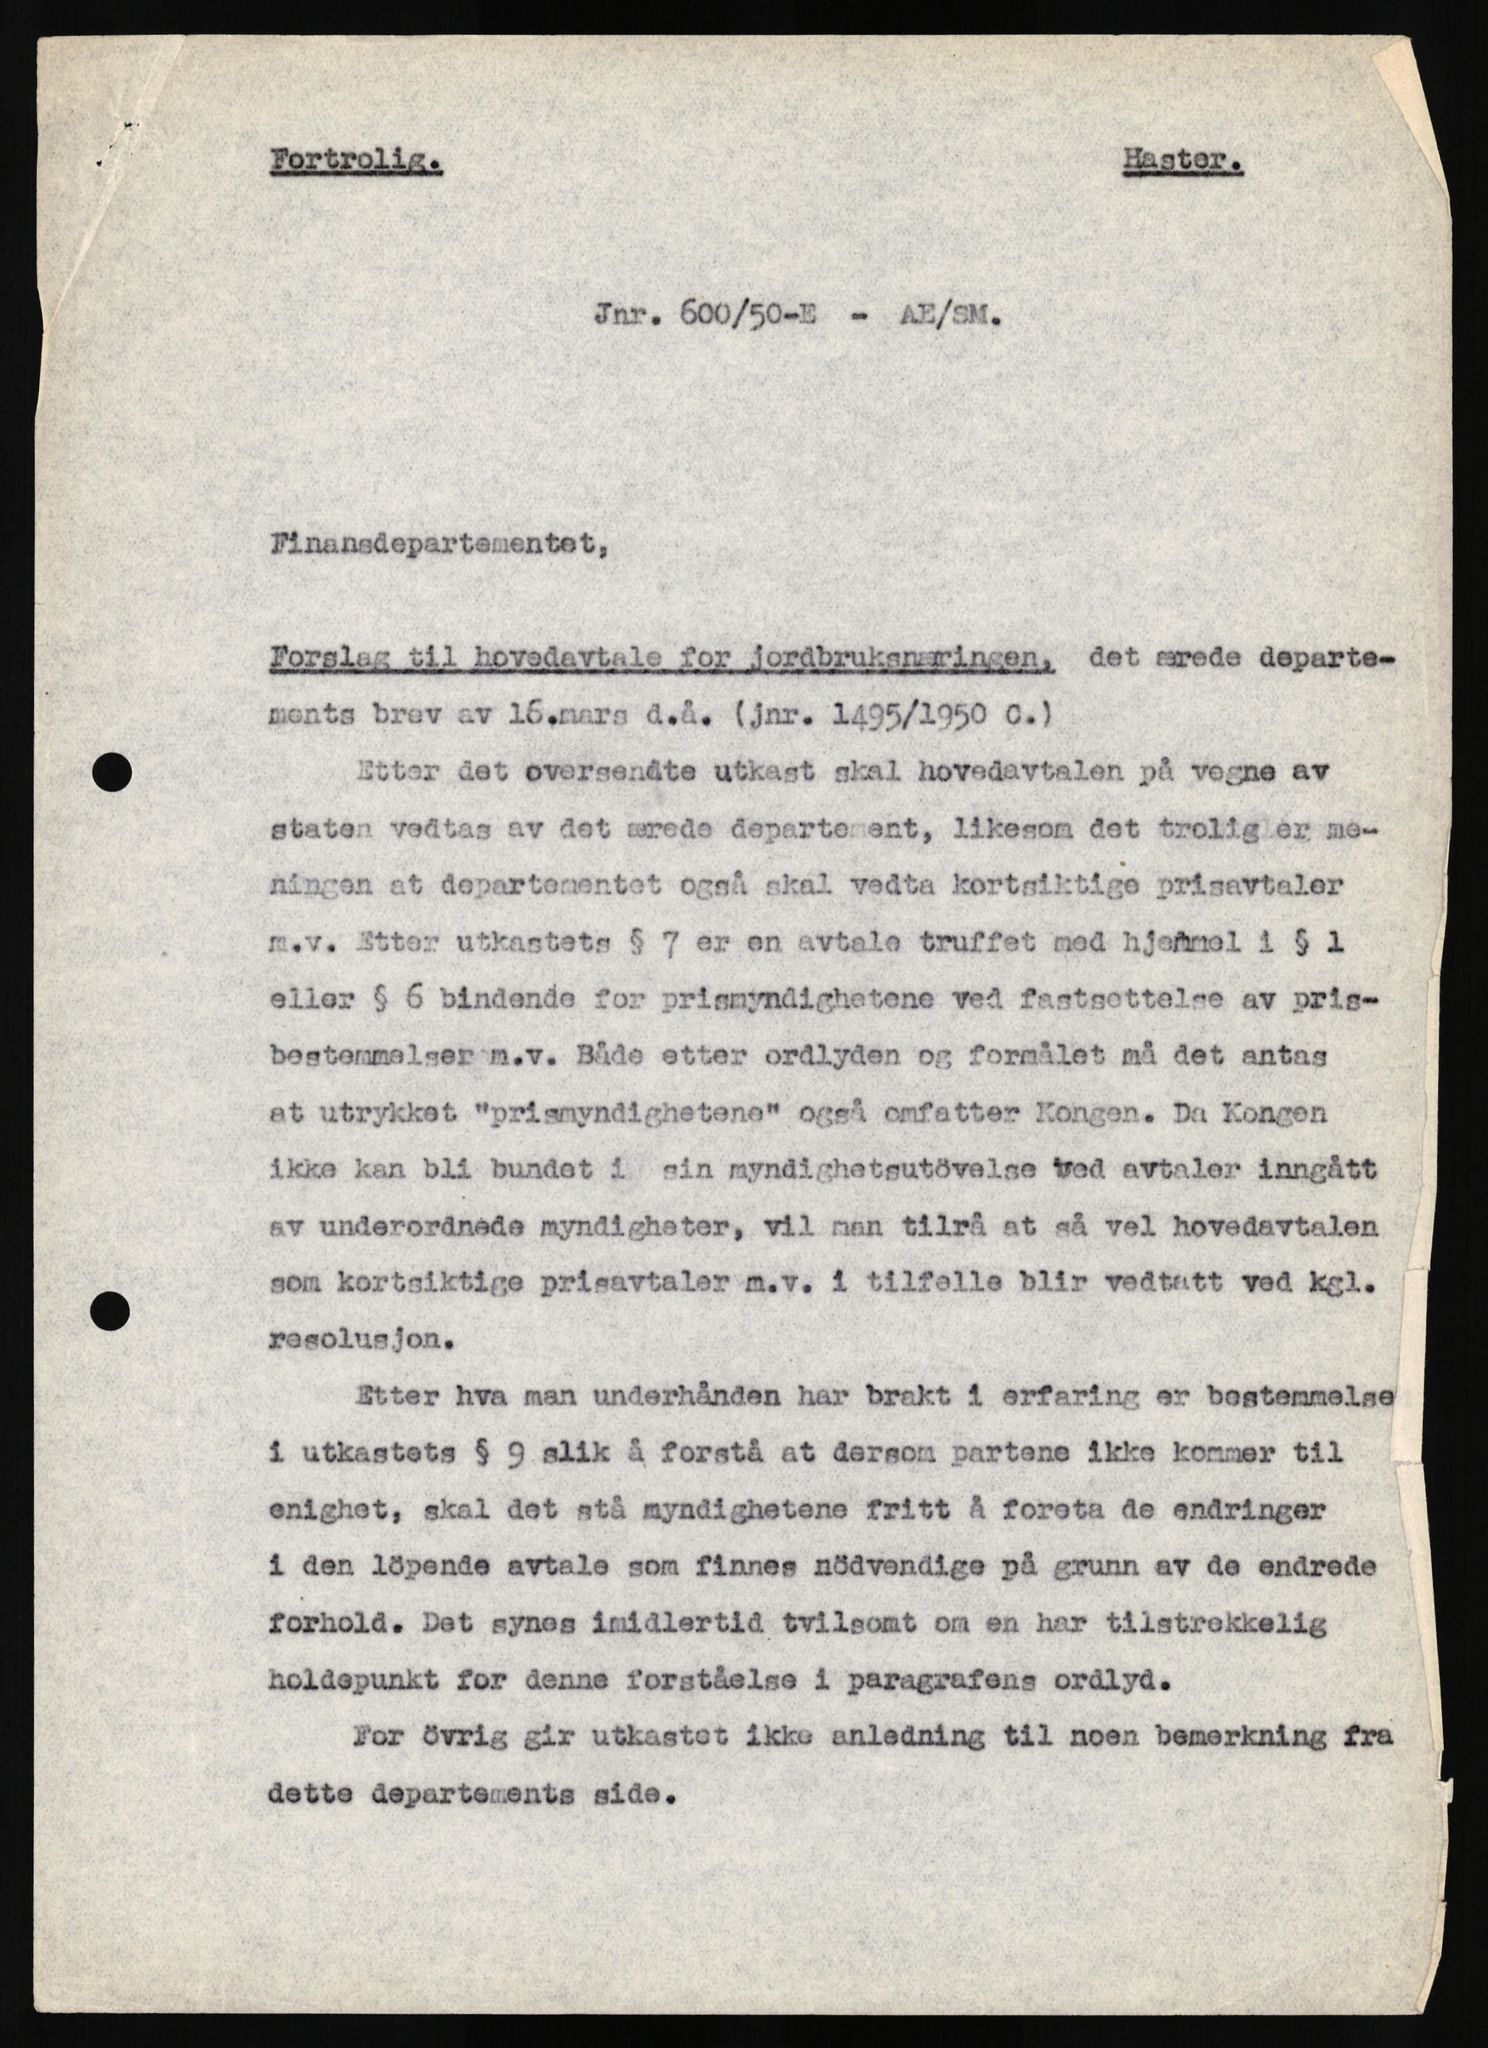 Fortrolig. Haster.
Jnr. 600/50-E - AE/SM.
Finansdepartementet,
Forslag til hovedavtale for jordbruksnæringen, det ærede departe-
ments brev av 16.mars d.å. (jnr. 1495/1950 C.)
Etter det oversendte utkast skal hovedavtalen på vegne av
staten vedtas av det ærede departement, likesom det trolig er me-
ningen at departementet også skal vedta kortsiktige prisavtaler
m.v. Etter utkastets § 7 er en avtale truffet med hjemmel i § 1
eller § 6 bindende for prismyndighetene ved fastsettelse av pris-
bestemmelser m.v. Både etter ordlyden og formålet må det antas
at utrykket "prismyndighetene" også omfatter Kongen. Da Kongen
ikke kan bli bundet i sin myndighetsutövelse ved avtaler inngått
av underordnede myndigheter, vil man tilrå at så vel hovedavtalen
som kortsiktige prisavtaler m.v. i tilfelle blir vedtatt ved kgl.
resolusjon.
Etter hva man underhånden har brakt i erfaring er bestemmelse
i utkastets § 9 slik å forstå at dersom partene ikke kommer til
enighet, skal det stå myndighetene fritt å foreta de endringer
i den löpende avtale som finnes nödvendige på grunn av de endrede
forhold. Det synes imidlertid tvilsomt om en har tilstrekkelig
holdepunkt for denne forståelse i paragrafens ordlyd.
For övrig gir utkastet ikke anledning til noen bemerkning fra
dette departements side.